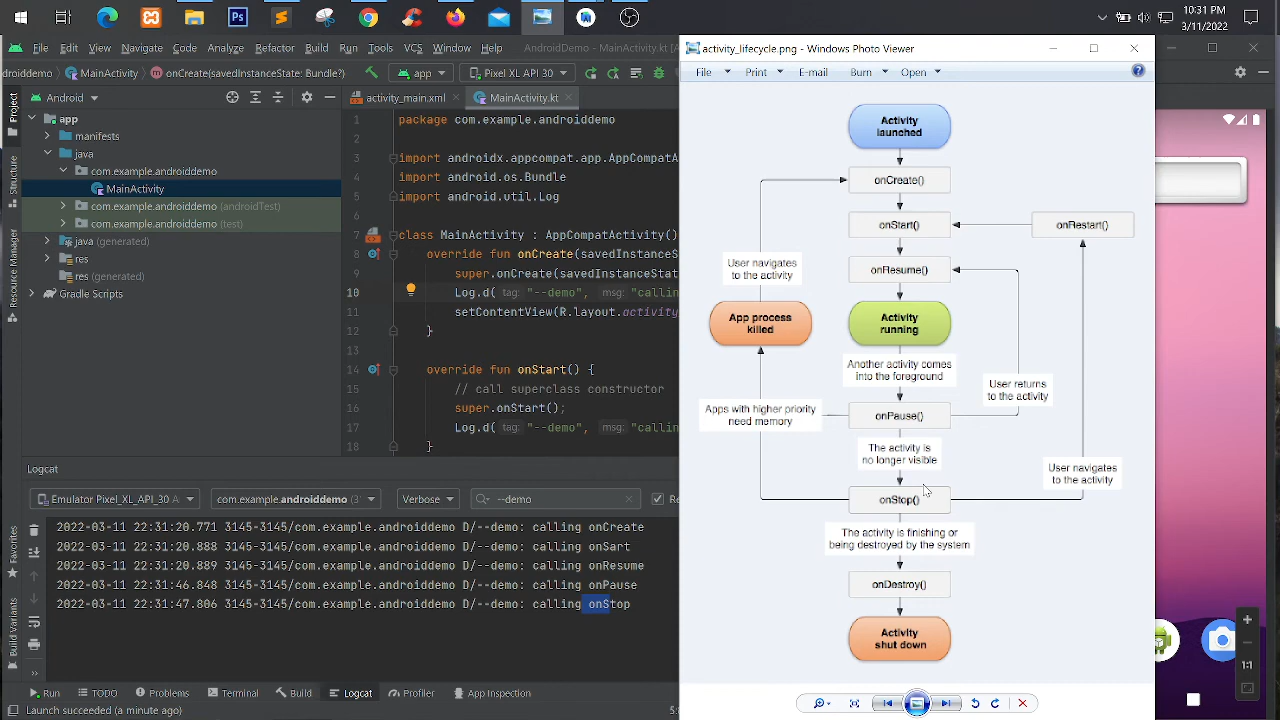 10:31 PM
3/11/2022
File Edit View Navigate Code Analyze Refactor Build Run Tools VCS Window Help AndroidDemo - MainActivity.kt
droiddemo MainActivity onCreate(savedInstanceState: Bundle?) app Pixel XL API 30
Android
activity_main.xml MainActivity.kt
Project
Structure
Resource Manager
Favorites
Build Variants
app
manifests
java
com.example.androiddemo
MainActivity
com.example.androiddemo (androidTest)
com.example.androiddemo (test)
java (generated)
res
res (generated)
Gradle Scripts
1 package com.example.androiddemo
2
3 import androidx.appcompat.app.AppCompatA
4 import android.os.Bundle
5 import android.util.Log
6
7 class MainActivity : AppCompatActivity()
8 override fun onCreate(savedInstanceSta
9 super.onCreate(savedInstanceStat
10 Log.d( tag: "--demo", msg: "callin
11 setContentView(R.layout.activity
12 }
13
14 override fun onStart() {
15 // call superclass constructor
16 super.onStart();
17 Log.d( tag: "--demo", msg: "callin
18 }
Logcat
Emulator Pixel_XL_API_30 com.example.androiddemo (3 Verbose --demo Re
2022-03-11 22:31:20.771 3145-3145/com.example.androiddemo D/--demo: calling onCreate
2022-03-11 22:31:20.888 3145-3145/com.example.androiddemo D/--demo: calling onSart
2022-03-11 22:31:20.889 3145-3145/com.example.androiddemo D/--demo: calling onResume
2022-03-11 22:31:46.848 3145-3145/com.example.androiddemo D/--demo: calling onPause
2022-03-11 22:31:47.806 3145-3145/com.example.androiddemo D/--demo: calling onStop
Run TODO Problems Terminal Build Logcat Profiler App Inspection
Launch succeeded (a minute ago)
5:
activity_lifecycle.png - Windows Photo Viewer
File Print E-mail Burn Open
Activity
launched
onCreate()
onStart()
onRestart()
onResume()
User navigates
to the activity
App process
killed
Activity
running
Another activity comes
into the foreground
User returns
to the activity
Apps with higher priority
need memory
onPause()
The activity is
no longer visible
User navigates
to the activity
onStop()
The activity is finishing or
being destroyed by the system
onDestroy()
Activity
shut down
1:1